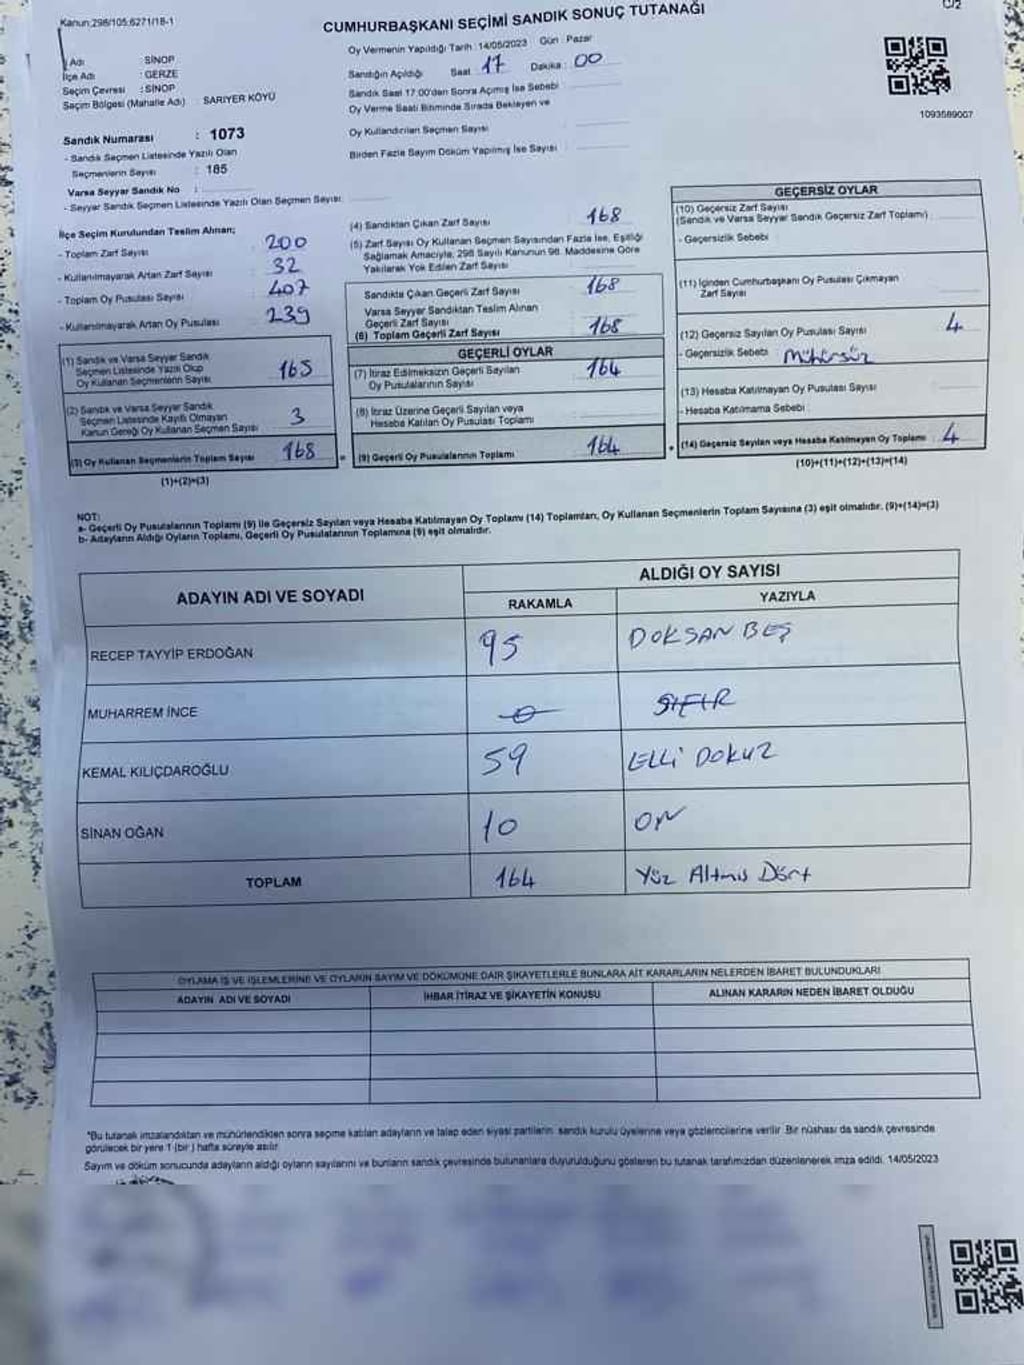 Kanun:298/105;6271/18-1
CUMHURBAŞKANI SEÇİMİ SANDIK SONUÇ TUTANAĞI
C/2
Oy Vermenin Yapıldığı Tarih : 14/05/2023 Gün : Pazar
Sandığın Açıldığı Saat : 17 Dakika : 00
Sandık Saat 17:00'den Sonra Açımış İse Sebebi :
Oy Verme Saati Bitiminde Sırada Bekleyen ve
Oy Kullandırılan Seçmen Sayısı :
Birden Fazla Sayım Döküm Yapılmış İse Sayısı :
1093589007
İl Adı : SİNOP
İlçe Adı : GERZE
Seçim Çevresi : SİNOP
Seçim Bölgesi (Mahalle Adı) : SARIYER KÖYÜ
Sandık Numarası : 1073
- Sandık Seçmen Listesinde Yazılı Olan
Seçmenlerin Sayısı : 185
Varsa Seyyar Sandık No :
- Seyyar Sandık Seçmen Listesinde Yazılı Olan Seçmen Sayısı:
İlçe Seçim Kurulundan Teslim Alınan;
- Toplam Zarf Sayısı : 200
- Kullanılmayarak Artan Zarf Sayısı : 32
- Toplam Oy Pusulası Sayısı : 407
- Kullanılmayarak Artan Oy Pusulası : 239
(1) Sandık ve Varsa Seyyar Sandık
Seçmen Listesinde Yazılı Olup
Oy Kullanan Seçmenlerin Sayısı : 165
(2) Sandık ve Varsa Seyyar Sandık
Seçmen Listesinde Kayıtlı Olmayan
Kanun Gereği Oy Kullanan Seçmen Sayısı : 3
(3) Oy Kullanan Seçmenlerin Toplam Sayısı : 168
(1)+(2)=(3)
(4) Sandıktan Çıkan Zarf Sayısı : 168
(5) Zarf Sayısı Oy Kullanan Seçmen Sayısından Fazla İse, Eşitliği
Sağlamak Amacıyla, 298 Sayılı Kanunun 98. Maddesine Göre
Yakılarak Yok Edilen Zarf Sayısı :
Sandıkta Çıkan Geçerli Zarf Sayısı : 168
Varsa Seyyar Sandıktan Teslim Alınan
Geçerli Zarf Sayısı :
(6) Toplam Geçerli Zarf Sayısı : 168
GEÇERLİ OYLAR
(7) İtiraz Edilmeksizin Geçerli Sayılan
Oy Pusulalarının Sayısı : 164
(8) İtiraz Üzerine Geçerli Sayılan veya
Hesaba Katılan Oy Pusulası Toplamı :
(9) Geçerli Oy Pusulalarının Toplamı : 164
GEÇERSİZ OYLAR
(10) Geçersiz Zarf Sayısı
(Sandık ve Varsa Seyyar Sandık Geçersiz Zarf Toplamı) :
- Geçersizlik Sebebi :
(11) İçinden Cumhurbaşkanı Oy Pusulası Çıkmayan
Zarf Sayısı :
(12) Geçersiz Sayılan Oy Pusulası Sayısı : 4
- Geçersizlik Sebebi : Mühürsüz
(13) Hesaba Katılmayan Oy Pusulası Sayısı :
- Hesaba Katılmama Sebebi :
(14) Geçersiz Sayılan veya Hesaba Katılmayan Oy Toplamı : 4
(10)+(11)+(12)+(13)=(14)
NOT:
a- Geçerli Oy Pusulalarının Toplamı (9) ile Geçersiz Sayılan veya Hesaba Katılmayan Oy Toplamı (14) Toplamları, Oy Kullanan Seçmenlerin Toplam Sayısına (3) eşit olmalıdır. (9)+(14)=(3)
b- Adayların Aldığı Oyların Toplamı, Geçerli Oy Pusulalarının Toplamına (9) eşit olmalıdır.
ADAYIN ADI VE SOYADI
ALDIĞI OY SAYISI
RAKAMLA YAZIYLA
RECEP TAYYİP ERDOĞAN 95 DOKSAN BEŞ
MUHARREM İNCE 0 SIFIR
KEMAL KILIÇDAROĞLU 59 ELLİ DOKUZ
SİNAN OĞAN 10 ON
TOPLAM 164 Yüz Altmış Dört
OYLAMA İŞ VE İŞLEMLERİNE VE OYLARIN SAYIM VE DÖKÜMÜNE DAİR ŞİKAYETLERLE BUNLARA AİT KARARLARIN NELERDEN İBARET BULUNDUKLARI
ADAYIN ADI VE SOYADI İHBAR İTİRAZ VE ŞİKAYETİN KONUSU ALINAN KARARIN NEDEN İBARET OLDUĞU
*Bu tutanak imzalandıktan ve mühürlendikten sonra seçime katılan adayların ve talep eden siyasi partilerin sandık kurulu üyelerine veya gözlemcilerine verilir. Bir nüshası da sandık çevresinde
görülecek bir yere 1 (bir) hafta süreyle asılır.
Sayım ve döküm sonucunda adayların aldığı oyların sayılarını ve bunların sandık çevresinde bulunanlara duyurulduğunu gösteren bu tutanak tarafımızdan düzenlenerek imza edildi. 14/05/2023